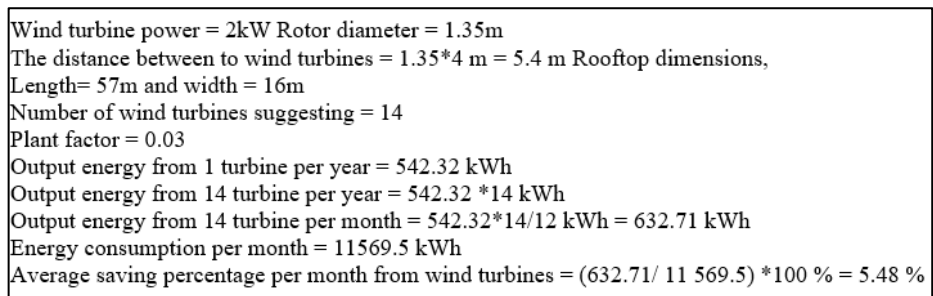 Wind turbine power = 2kW Rotor diameter = 1.35m
The distance between to wind turbines = 1.35*4 m = 5.4 m Rooftop dimensions,
Length= 57m and width = 16m
Number of wind turbines suggesting = 14
Plant factor = 0.03
Output energy from 1 turbine per year = 542.32 kWh
Output energy from 14 turbine per year = 542.32 *14 kWh
Output energy from 14 turbine per month = 542.32*14/12 kWh = 632.71 kWh
Energy consumption per month = 11569.5 kWh
Average saving percentage per month from wind turbines = (632.71/ 11 569.5) *100 % = 5.48 %